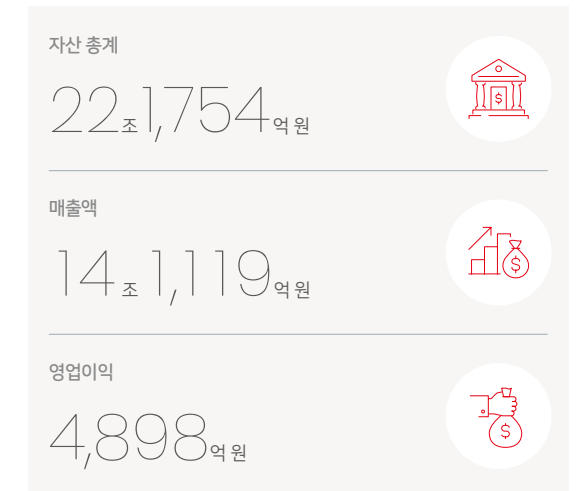 자산 총계
22조 1,754억 원
$
매출액
14조 1,119억 원
$
영업이익
4,898억 원
$